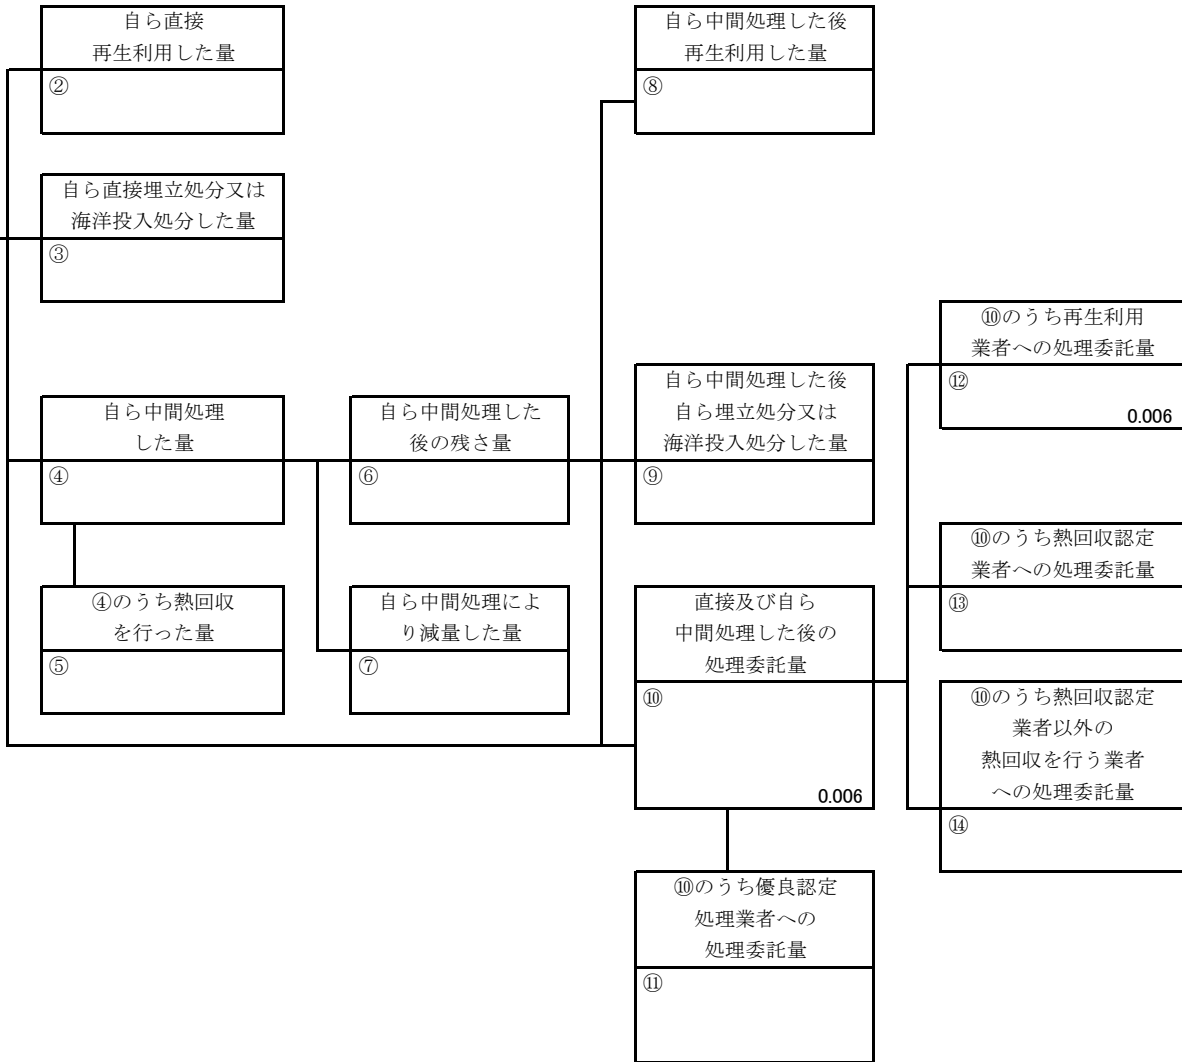 自ら直接
再生利用した量
②
自ら中間処理した後
再生利用した量
⑧
自ら直接埋立処分又は
海洋投入処分した量
③
⑩のうち再生利用
業者への処理委託量
⑫
0.006
自ら中間処理
した量
④
自ら中間処理した
後の残さ量
⑥
自ら中間処理した後
自ら埋立処分又は
海洋投入処分した量
⑨
⑩のうち熱回収認定
業者への処理委託量
⑬
④のうち熱回収
を行った量
⑤
自ら中間処理によ
り減量した量
⑦
直接及び自ら
中間処理した後の
処理委託量
⑩
0.006
⑩のうち熱回収認定
業者以外の
熱回収を行う業者
への処理委託量
⑭
⑩のうち優良認定
処理業者への
処理委託量
⑪